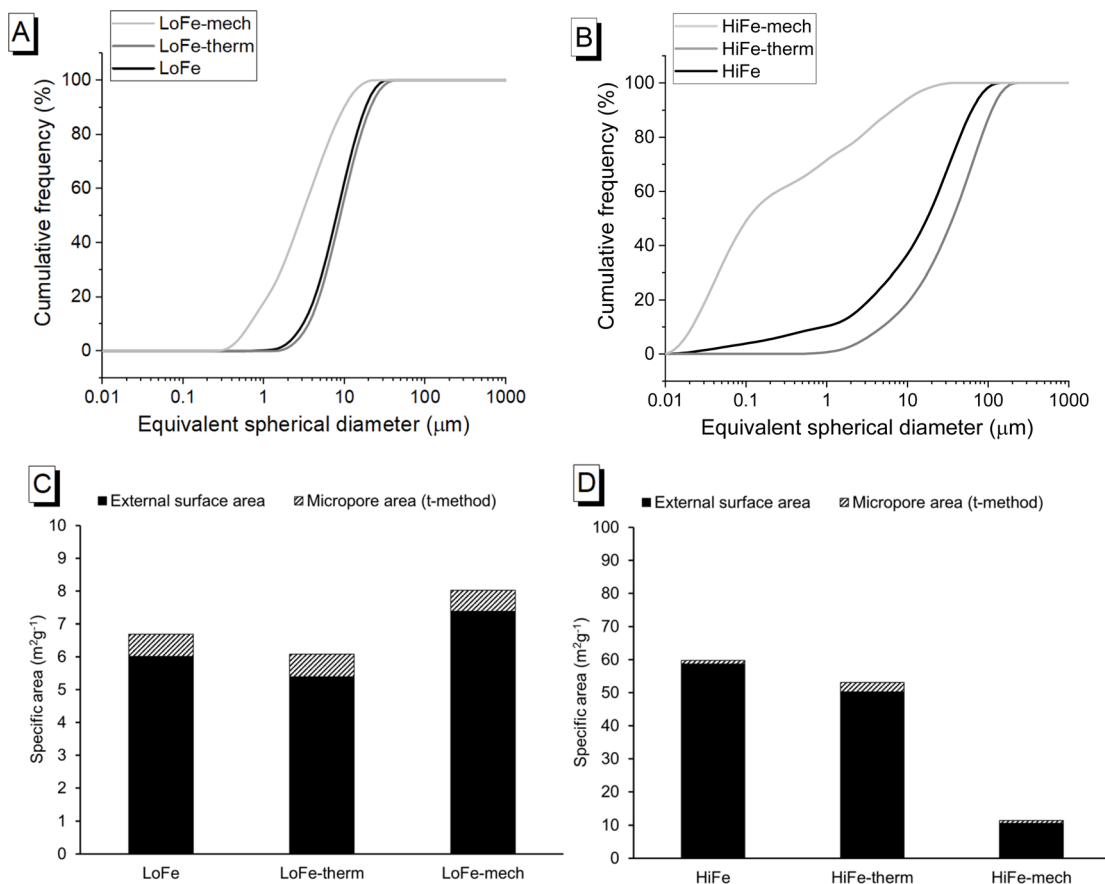 A
LoFe-mech
LoFe-therm
LoFe
100
80
60
40
20
0
Cumulative frequency (%)
0.01 0.1 1 10 100 1000
Equivalent spherical diameter (μm)
B
HiFe-mech
HiFe-therm
HiFe
100
80
60
40
20
0
Cumulative frequency (%)
0.01 0.1 1 10 100 1000
Equivalent spherical diameter (μm)
C
External surface area Micropore area (t-method)
10
9
8
7
6
5
4
3
2
1
0
Specific area (m²g⁻¹)
LoFe LoFe-therm LoFe-mech
D
External surface area Micropore area (t-method)
100
90
80
70
60
50
40
30
20
10
0
Specific area (m²g⁻¹)
HiFe HiFe-therm HiFe-mech